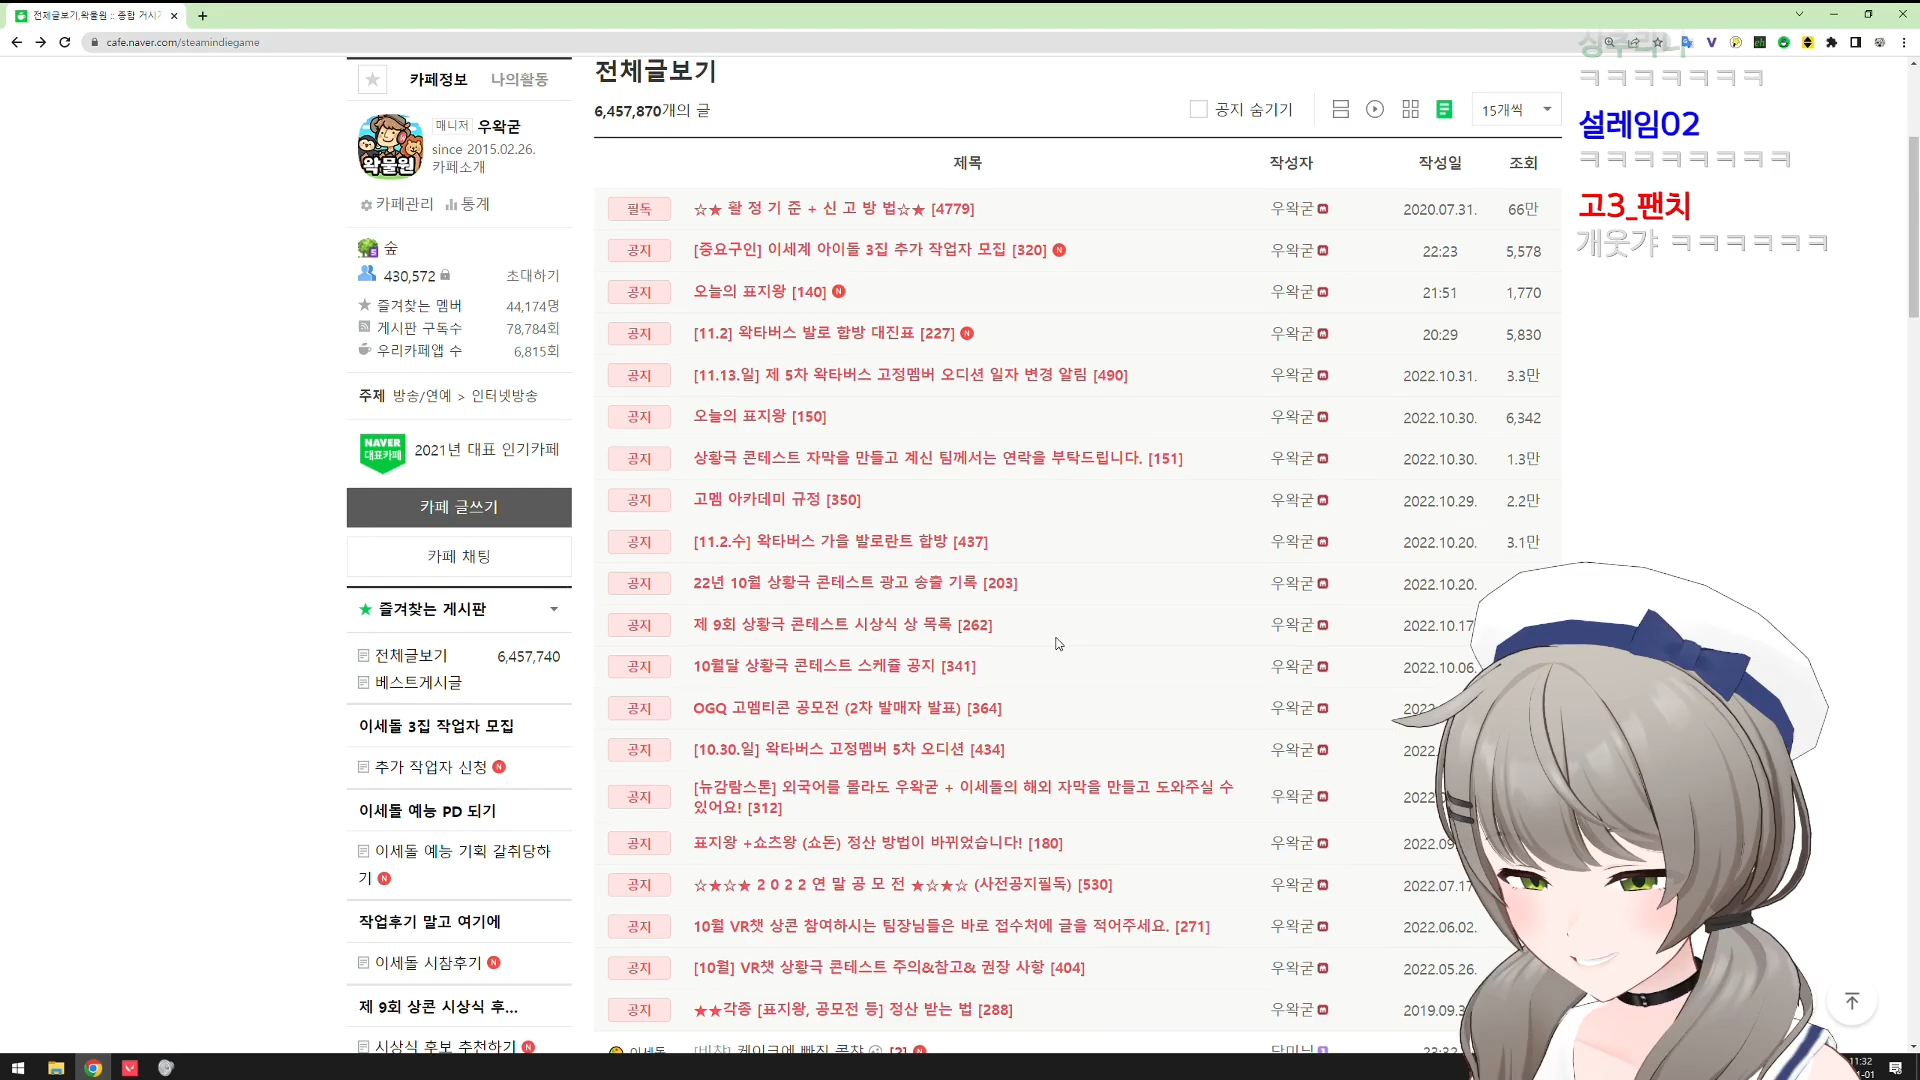 전체글보기,왁물원 :: 종합 거시기
cafe.naver.com/steamindiegame
카페정보 나의활동
매니저 우왁굳
since 2015.02.26.
카페소개
왁물원
카페관리 통계
숲
430,572 초대하기
즐겨찾는 멤버 44,174명
게시판 구독수 78,784회
우리카페앱 수 6,815회
주제 방송/연예 > 인터넷방송
NAVER
대표카페
2021년 대표 인기카페
카페 글쓰기
카페 채팅
즐겨찾는 게시판
전체글보기 6,457,740
베스트게시글
이세돌 3집 작업자 모집
추가 작업자 신청 N
이세돌 예능 PD 되기
이세돌 예능 기획 갈취당하
기 N
작업후기 말고 여기에
이세돌 시참후기 N
제 9회 상콘 시상식 후...
시상식 후보 추천하기 N
전체글보기
6,457,870개의 글
공지 숨기기 15개씩
제목 작성자 작성일 조회
필독 ☆★ 활 정 기 준 + 신 고 방 법☆★ [4779] 우왁굳 2020.07.31. 66만
공지 [중요구인] 이세계 아이돌 3집 추가 작업자 모집 [320] N 우왁굳 22:23 5,578
공지 오늘의 표지왕 [140] N 우왁굳 21:51 1,770
공지 [11.2] 왁타버스 발로 합방 대진표 [227] N 우왁굳 20:29 5,830
공지 [11.13.일] 제 5차 왁타버스 고정멤버 오디션 일자 변경 알림 [490] 우왁굳 2022.10.31. 3.3만
공지 오늘의 표지왕 [150] 우왁굳 2022.10.30. 6,342
공지 상황극 콘테스트 자막을 만들고 계신 팀께서는 연락을 부탁드립니다. [151] 우왁굳 2022.10.30. 1.3만
공지 고멤 아카데미 규정 [350] 우왁굳 2022.10.29. 2.2만
공지 [11.2.수] 왁타버스 가을 발로란트 합방 [437] 우왁굳 2022.10.20. 3.1만
공지 22년 10월 상황극 콘테스트 광고 송출 기록 [203] 우왁굳 2022.10.20.
공지 제 9회 상황극 콘테스트 시상식 상 목록 [262] 우왁굳 2022.10.17
공지 10월달 상황극 콘테스트 스케쥴 공지 [341] 우왁굳 2022.10.06.
공지 OGQ 고멤티콘 공모전 (2차 발매자 발표) [364] 우왁굳 2022
공지 [10.30.일] 왁타버스 고정멤버 5차 오디션 [434] 우왁굳 2022.
공지 [뉴감람스톤] 외국어를 몰라도 우왁굳 + 이세돌의 해외 자막을 만들고 도와주실 수
있어요! [312] 우왁굳 2022
공지 표지왕 +쇼츠왕 (쇼돈) 정산 방법이 바뀌었습니다! [180] 우왁굳 2022.09
공지 ☆★☆★ 2 0 2 2 연 말 공 모 전 ★☆★☆ (사전공지필독) [530] 우왁굳 2022.07.17
공지 10월 VR챗 상콘 참여하시는 팀장님들은 바로 접수처에 글을 적어주세요. [271] 우왁굳 2022.06.02.
공지 [10월] VR챗 상황극 콘테스트 주의&참고& 권장 사항 [404] 우왁굳 2022.05.26.
공지 ★★각종 [표지왕, 공모전 등] 정산 받는 법 [288] 우왁굳 2019.09.3
ㅋㅋㅋㅋㅋㅋㅋ
설레임02
ㅋㅋㅋㅋㅋㅋㅋㅋ
고3_팬치
개웃갸 ㅋㅋㅋㅋㅋㅋ
11:32
1-01